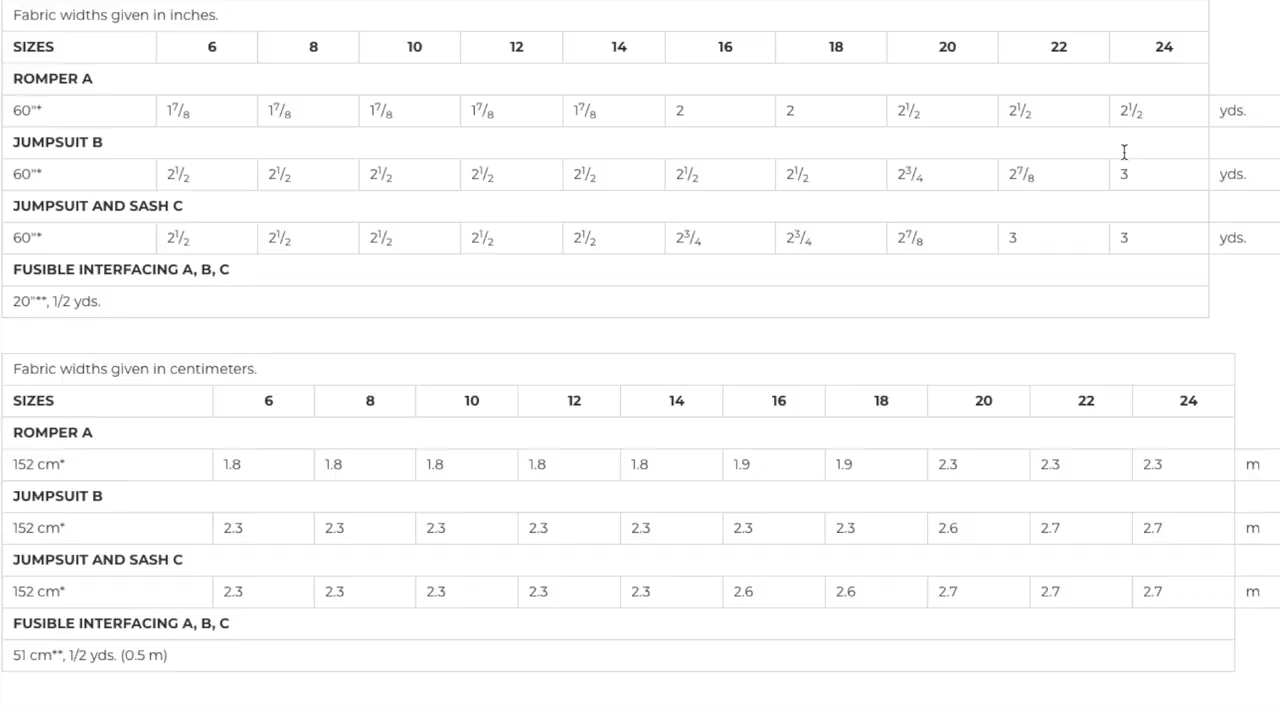 Fabric widths given in inches.
SIZES 6 8 10 12 14 16 18 20 22 24
ROMPER A
60"* 1⁷/₈ 1⁷/₈ 1⁷/₈ 1⁷/₈ 1⁷/₈ 2 2 2¹/₂ 2¹/₂ 2¹/₂ yds.
JUMPSUIT B
60"* 2¹/₂ 2¹/₂ 2¹/₂ 2¹/₂ 2¹/₂ 2¹/₂ 2¹/₂ 2³/₄ 2⁷/₈ 3 yds.
JUMPSUIT AND SASH C
60"* 2¹/₂ 2¹/₂ 2¹/₂ 2¹/₂ 2¹/₂ 2³/₄ 2³/₄ 2⁷/₈ 3 3 yds.
FUSIBLE INTERFACING A, B, C
20"**, 1/2 yds.
Fabric widths given in centimeters.
SIZES 6 8 10 12 14 16 18 20 22 24
ROMPER A
152 cm* 1.8 1.8 1.8 1.8 1.8 1.9 1.9 2.3 2.3 2.3 m
JUMPSUIT B
152 cm* 2.3 2.3 2.3 2.3 2.3 2.3 2.3 2.6 2.7 2.7 m
JUMPSUIT AND SASH C
152 cm* 2.3 2.3 2.3 2.3 2.3 2.6 2.6 2.7 2.7 2.7 m
FUSIBLE INTERFACING A, B, C
51 cm**, 1/2 yds. (0.5 m)